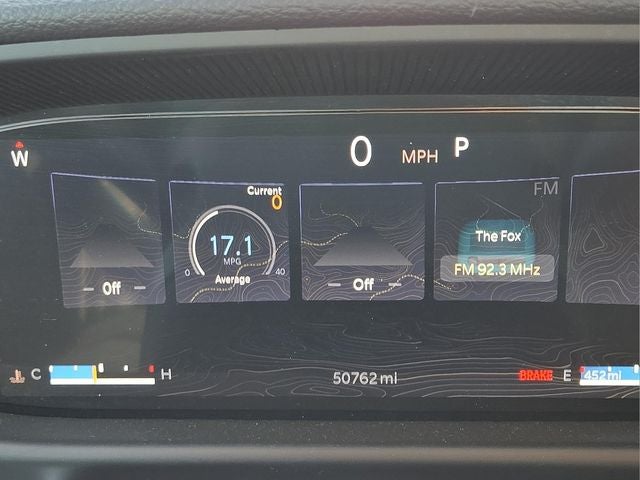 W
0 MPH P
Current
0
17.1
MPG
0 40
Average
Off
Off
FM
The Fox
FM 92.3 MHz
C H
50762 mi
BRAKE
E
452 mi